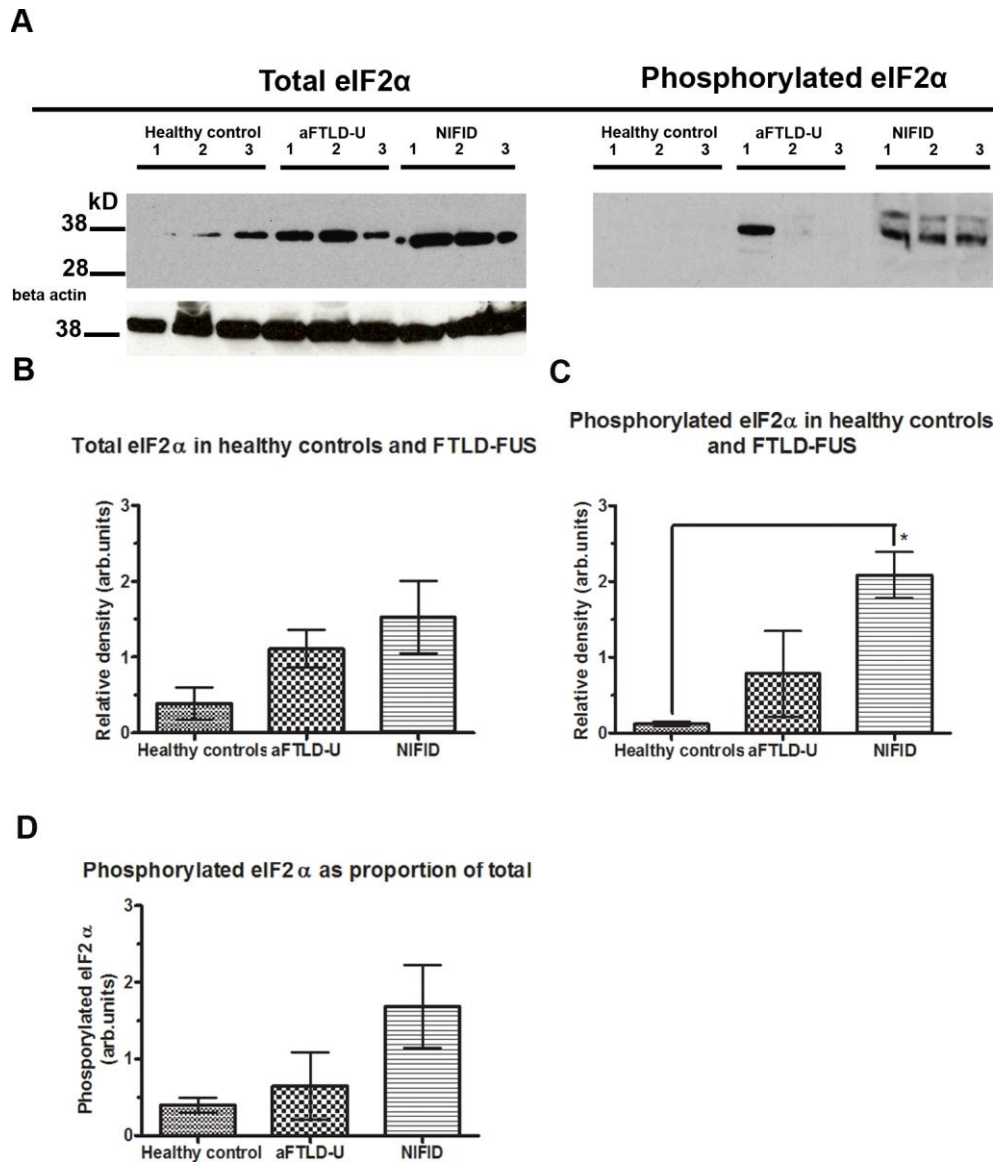 A
Total eIF2α Phosphorylated eIF2α
Healthy control aFTLD-U NIFID Healthy control aFTLD-U NIFID
1 2 3 1 2 3 1 2 3 1 2 3 1 2 3 1 2 3
kD
38
28
beta actin
38
B
Total eIF2α in healthy controls and FTLD-FUS
Relative density (arb.units)
3
2
1
0
Healthy controls aFTLD-U NIFID
C
Phosphorylated eIF2α in healthy controls
and FTLD-FUS
Relative density (arb.units)
3
2
1
0
*
Healthy controls aFTLD-U NIFID
D
Phosphorylated eIF2 α as proportion of total
Phosporylated eIF2 α
(arb.units)
3
2
1
0
Healthy control aFTLD-U NIFID